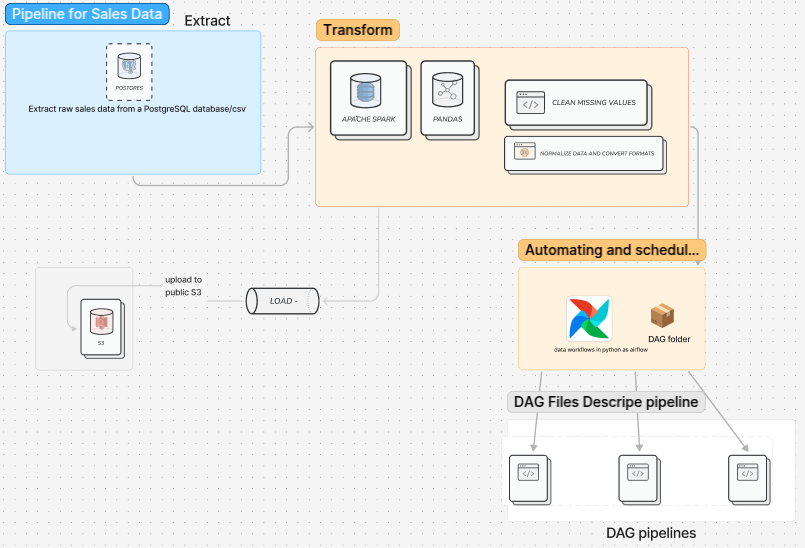 Pipeline for Sales Data
Extract
POSTGRES
Extract raw sales data from a PostgreSQL database/csv
Transform
APACHE SPARK
PANDAS
CLEAN MISSING VALUES
NORMALIZE DATA AND CONVERT FORMATS
Automating and schedul...
data workflows in python as airflow
DAG folder
upload to
public S3
LOAD -
S3
DAG Files Descripe pipeline
DAG pipelines